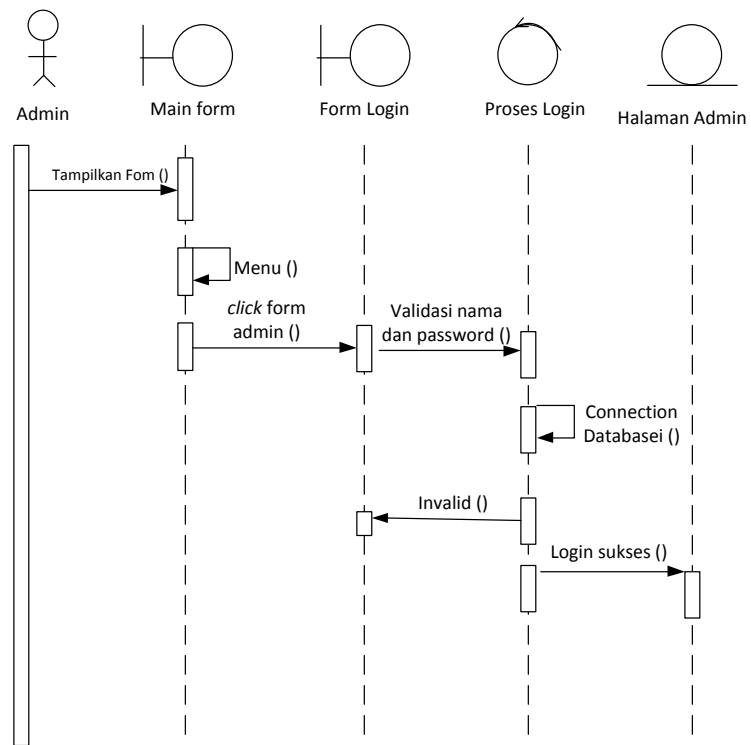 Admin
Main form
Form Login
Proses Login
Halaman Admin
Tampilkan Fom ()
Menu ()
click form
admin ()
Validasi nama
dan password ()
Connection
Databasei ()
Invalid ()
Login sukses ()